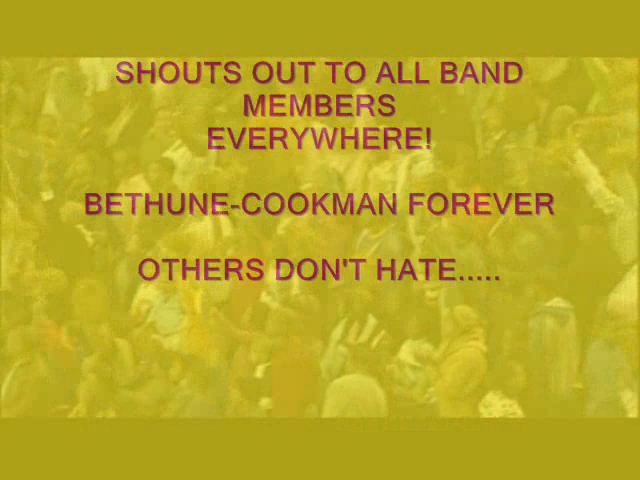 SHOUTS OUT TO ALL BAND
MEMBERS
EVERYWHERE!
BETHUNE-COOKMAN FOREVER
OTHERS DON'T HATE.....